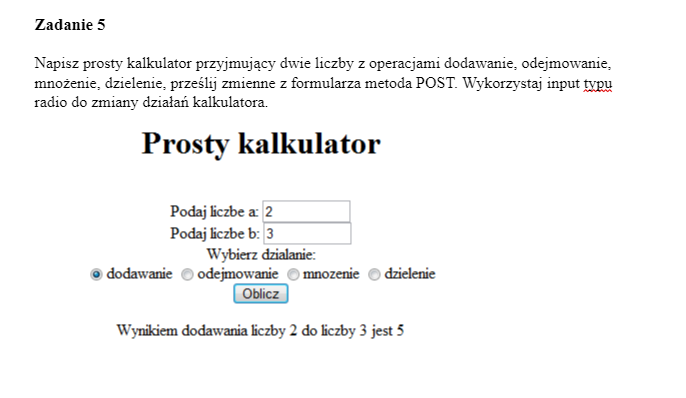 Zadanie 5
Napisz prosty kalkulator przyjmujący dwie liczby z operacjami dodawanie, odejmowanie,
mnożenie, dzielenie, prześlij zmienne z formularza metoda POST. Wykorzystaj input typu
radio do zmiany działań kalkulatora.
Prosty kalkulator
Podaj liczbe a: 2
Podaj liczbe b: 3
Wybierz dzialanie:
dodawanie odejmowanie mnozenie dzielenie
Oblicz
Wynikiem dodawania liczby 2 do liczby 3 jest 5